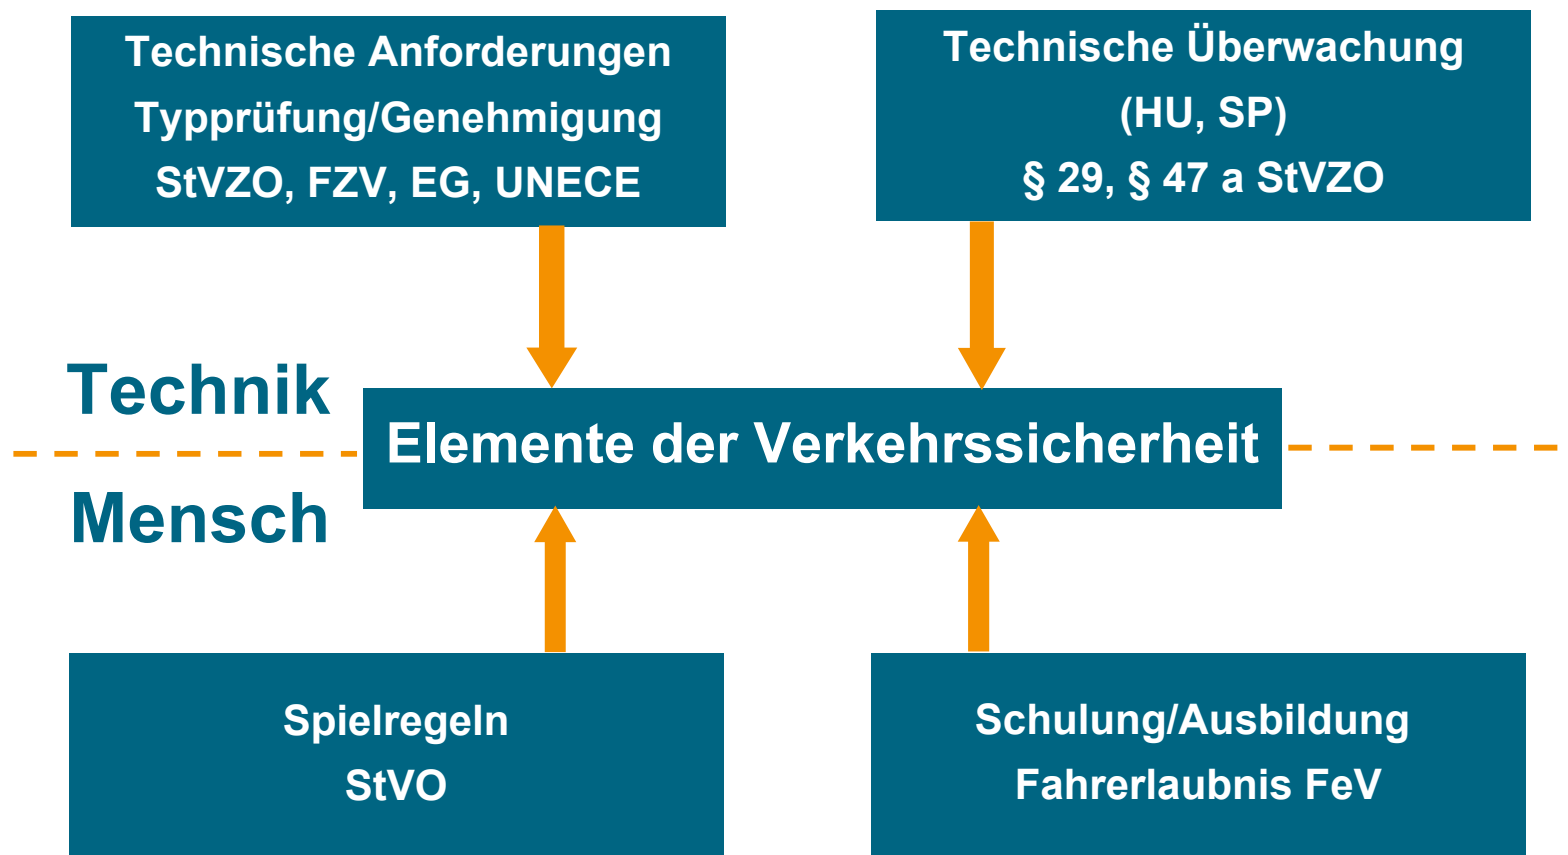 Technische Anforderungen
Typprüfung/Genehmigung
StVZO, FZV, EG, UNECE
Technische Überwachung
(HU, SP)
§ 29, § 47 a StVZO
Technik
Elemente der Verkehrssicherheit
Mensch
Spielregeln
StVO
Schulung/Ausbildung
Fahrerlaubnis FeV